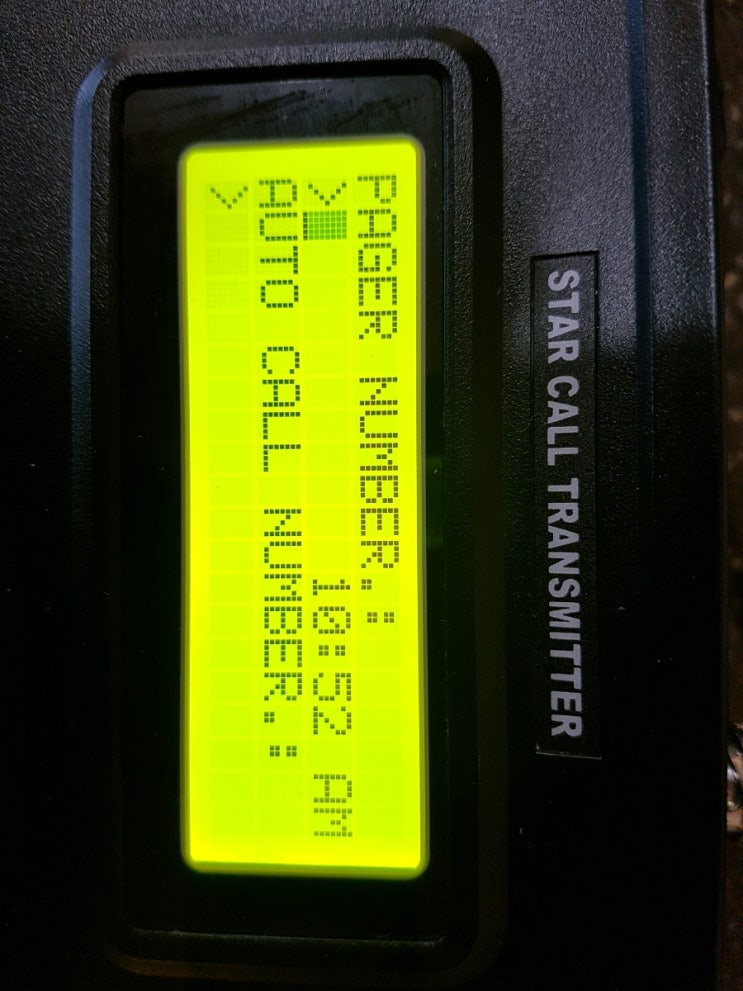 STAR CALL TRANSMITTER
PAGER NUMBER.:
> 10:52 AM
AUTO CALL NUMBER.:
>